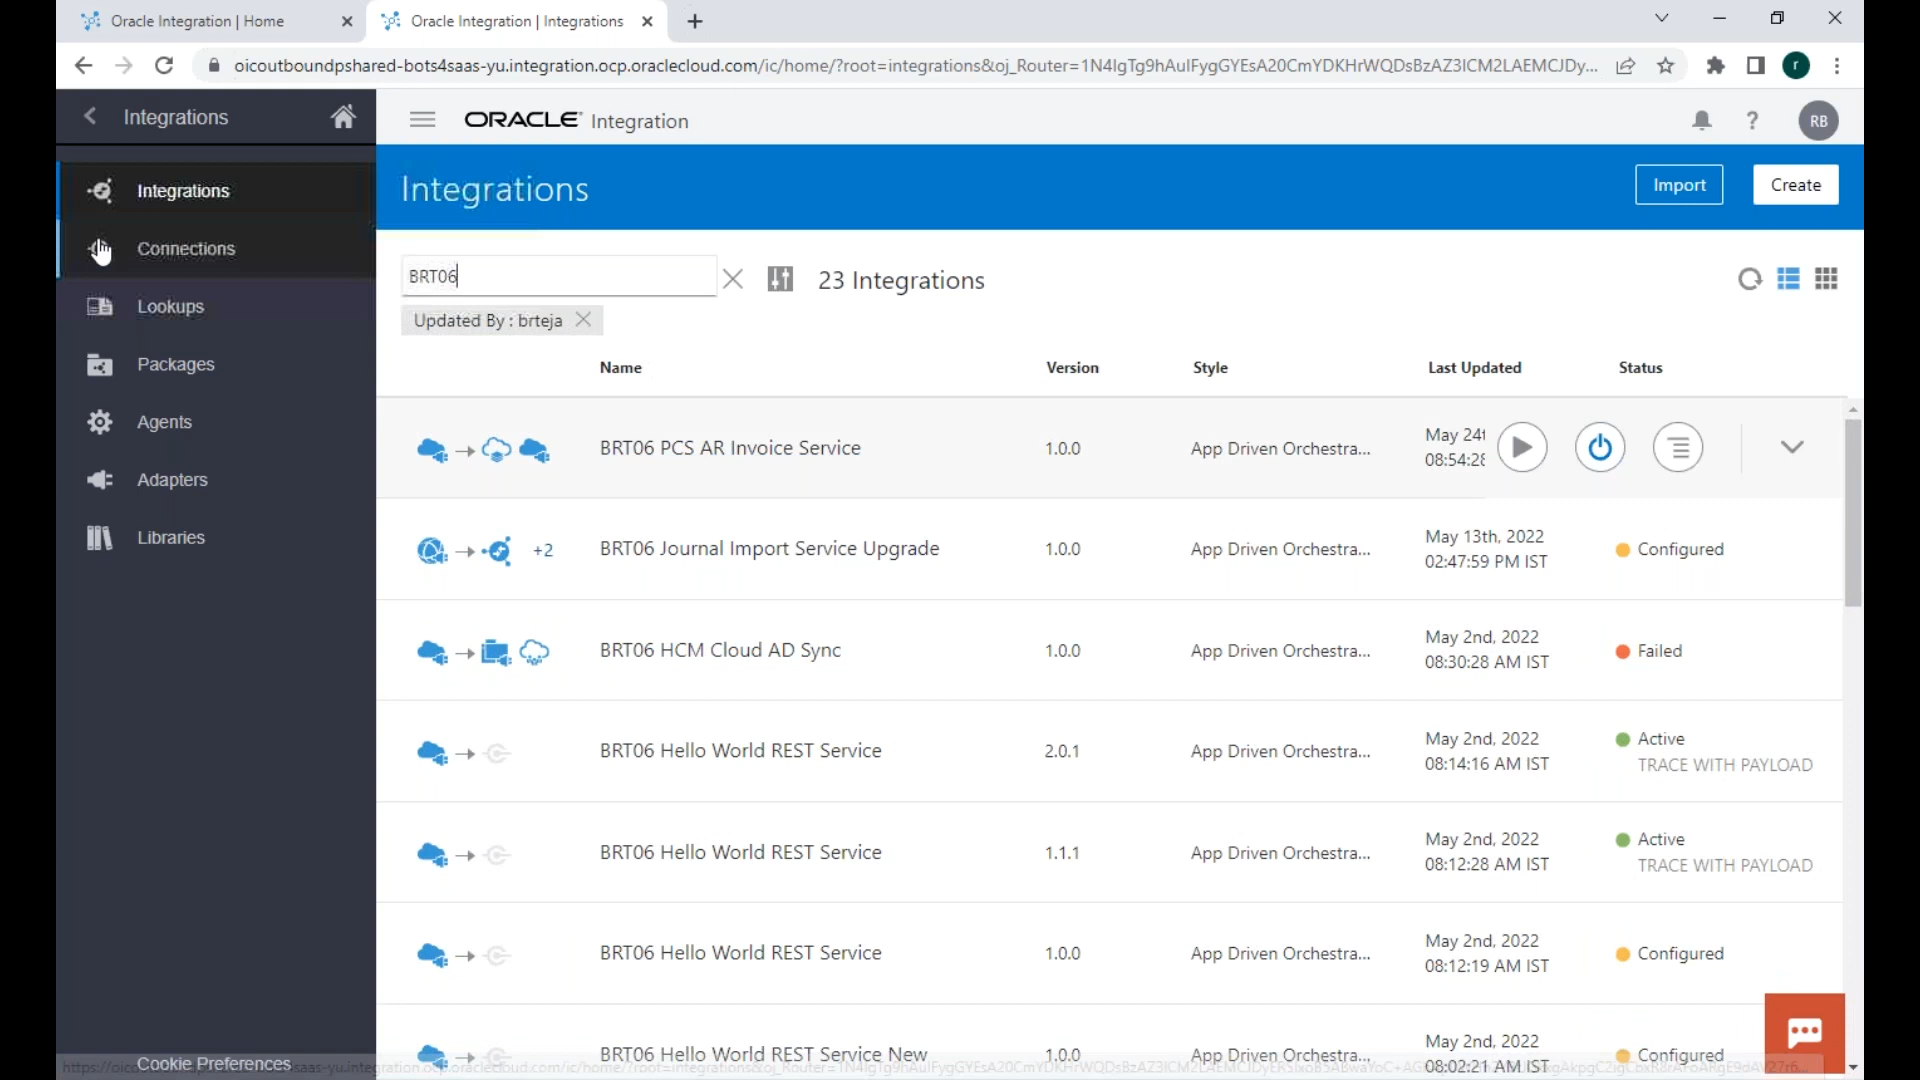 Oracle Integration | Home
Oracle Integration | Integrations
oicoutboundpshared-bots4saas-yu.integration.ocp.oraclecloud.com/ic/home/?root=integrations&oj_Router=1N4IgTg9hAuIFygGYEsA20CmYDKHrWQDsBzAZ3ICM2LAEMCJDy...
r
Integrations
ORACLE Integration
RB
Integrations
Import
Create
Integrations
Connections
Lookups
Packages
Agents
Adapters
Libraries
Cookie Preferences
BRT06
23 Integrations
Updated By : brteja
Name Version Style Last Updated Status
BRT06 PCS AR Invoice Service 1.0.0 App Driven Orchestra... May 24t
08:54:28
+2 BRT06 Journal Import Service Upgrade 1.0.0 App Driven Orchestra... May 13th, 2022
02:47:59 PM IST Configured
BRT06 HCM Cloud AD Sync 1.0.0 App Driven Orchestra... May 2nd, 2022
08:30:28 AM IST Failed
BRT06 Hello World REST Service 2.0.1 App Driven Orchestra... May 2nd, 2022
08:14:16 AM IST Active
TRACE WITH PAYLOAD
BRT06 Hello World REST Service 1.1.1 App Driven Orchestra... May 2nd, 2022
08:12:28 AM IST Active
TRACE WITH PAYLOAD
BRT06 Hello World REST Service 1.0.0 App Driven Orchestra... May 2nd, 2022
08:12:19 AM IST Configured
BRT06 Hello World REST Service New 1.0.0 App Driven Orchestra... May 2nd, 2022
08:02:21 AM IST Configured